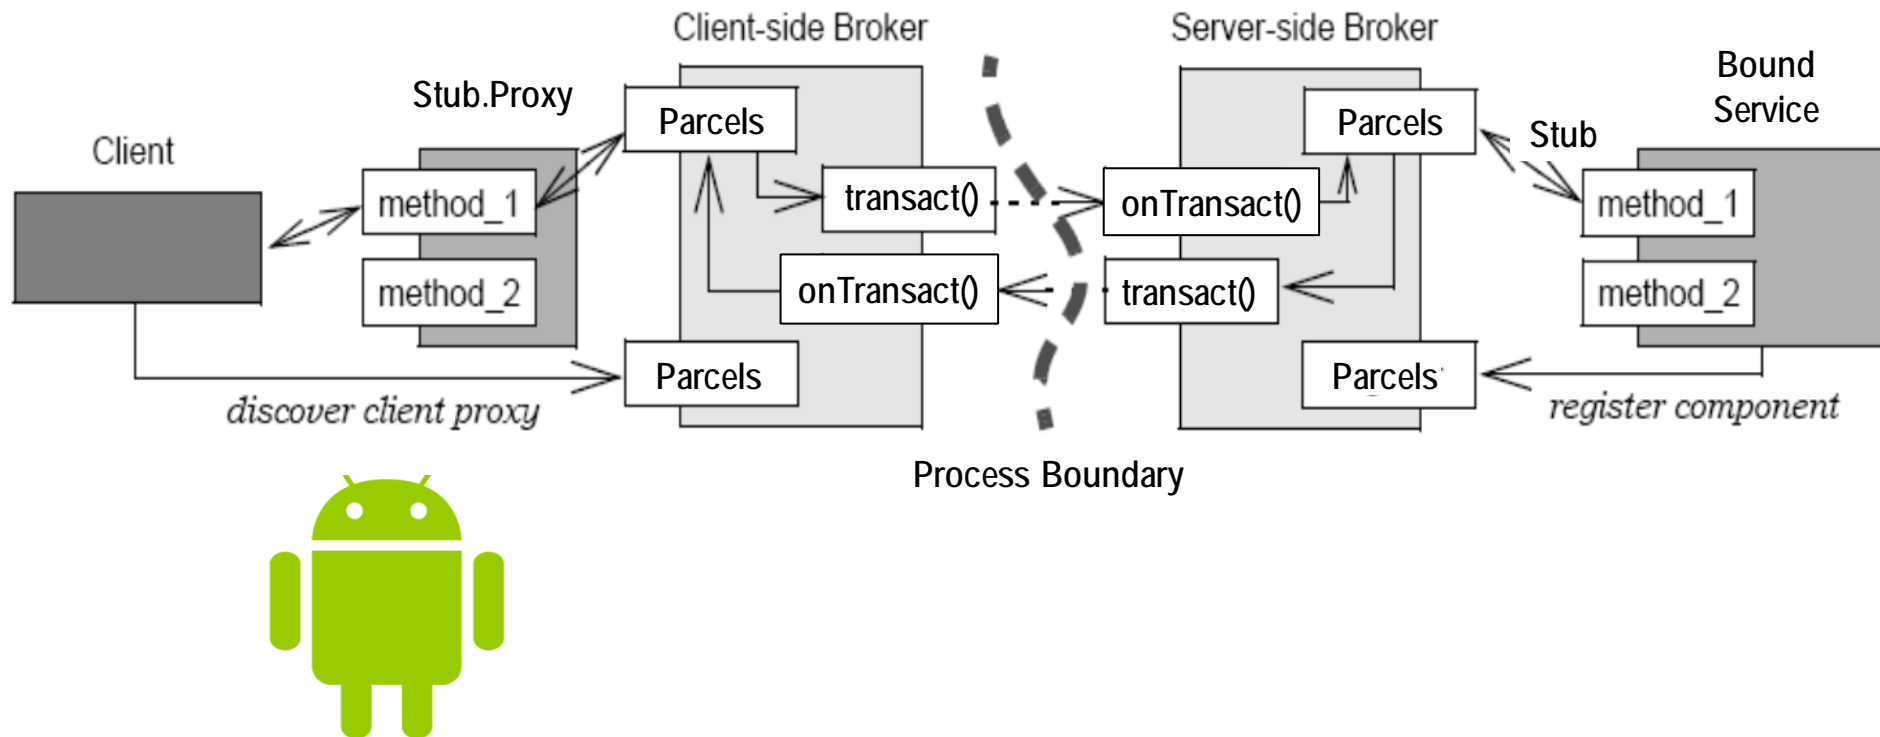 Client-side Broker
Server-side Broker
Bound
Service
Stub.Proxy
Parcels
Parcels
Stub
Client
method_1
transact()
onTransact()
method_1
method_2
onTransact()
transact()
method_2
Parcels
Parcels
discover client proxy
register component
Process Boundary